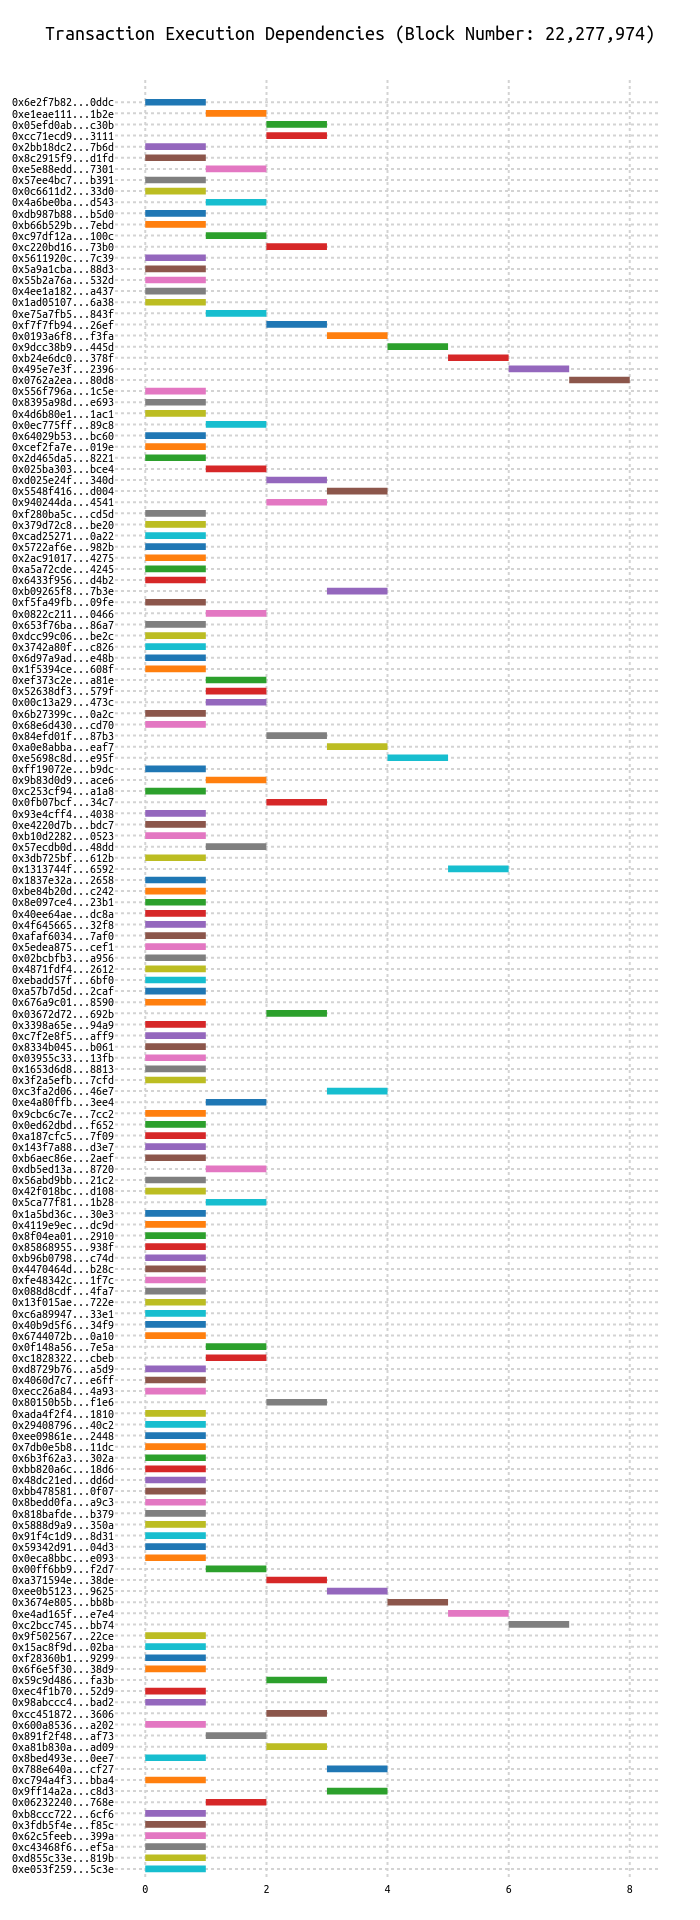 Transaction Execution Dependencies (Block Number: 22,277,974)
0x6e2f7b82...0ddc
0xe1eae111...1b2e
0x05efd0ab...c30b
0xcc71ecd9...3111
0x2bb18dc2...7b6d
0x8c2915f9...d1fd
0xe5e88edd...7301
0x57ee4bc7...b391
0x0c6611d2...33d0
0x4a6be0ba...d543
0xdb987b88...b5d0
0xb66b529b...7ebd
0xc97df12a...100c
0xc220bd16...73b0
0x5611920c...7c39
0x5a9a1cba...88d3
0x55b2a76a...532d
0x4ee1a182...a437
0x1ad05107...6a38
0xe75a7fb5...843f
0xf7f7fb94...26ef
0x0193a6f8...f3fa
0x9dcc38b9...445d
0xb24e6dc0...378f
0x495e7e3f...2396
0x0762a2ea...80d8
0x556f796a...1c5e
0x8395a98d...e693
0x4d6b80e1...1ac1
0x0ec775ff...89c8
0x64029b53...bc60
0xcef2fa7e...019e
0x2d465da5...8221
0x025ba303...bce4
0xd025e24f...340d
0x5548f416...d004
0x940244da...4541
0xf280ba5c...cd5d
0x379d72c8...be20
0xcad25271...0a22
0x5722af6e...982b
0x2ac91017...4275
0xa5a72cde...4245
0x6433f956...d4b2
0xb09265f8...7b3e
0xf5fa49fb...09fe
0x0822c211...0466
0x653f76ba...86a7
0xdcc99c06...be2c
0x3742a80f...c826
0x6d97a9ad...e48b
0x1f5394ce...608f
0xef373c2e...a81e
0x52638df3...579f
0x00c13a29...473c
0x6b27399c...0a2c
0x68e6d430...cd70
0x84efd01f...87b3
0xa0e8abba...eaf7
0xe5698c8d...e95f
0xff19072e...b9dc
0x9b83d0d9...ace6
0xc253cf94...a1a8
0x0fb07bcf...34c7
0x93e4cff4...4038
0xe4220d7b...bdc7
0xb10d2282...0523
0x57ecdb0d...48dd
0x3db725bf...612b
0x1313744f...6592
0x1837e32a...2658
0xbe84b20d...c242
0x8e097ce4...23b1
0x40ee64ae...dc8a
0x4f645665...32f8
0xafaf6034...7af0
0x5edea875...cef1
0x02bcbfb3...a956
0x4871fdf4...2612
0xebadd57f...6bf0
0xa57b7d5d...2caf
0x676a9c01...8590
0x03672d72...692b
0x3398a65e...94a9
0xc7f2e8f5...aff9
0x8334b045...b061
0x03955c33...13fb
0x1653d6d8...8813
0x3f2a5efb...7cfd
0xc3fa2d06...46e7
0xe4a80ffb...3ee4
0x9cbc6c7e...7cc2
0x0ed62dbd...f652
0xa187cfc5...7f09
0x143f7a88...d3e7
0xb6aec86e...2aef
0xdb5ed13a...8720
0x56abd9bb...21c2
0x42f018bc...d108
0x5ca77f81...1b28
0x1a5bd36c...30e3
0x4119e9ec...dc9d
0x8f04ea01...2910
0x85868955...938f
0xb96b0798...c74d
0x4470464d...b28c
0xfe48342c...1f7c
0x088d8cdf...4fa7
0x13f015ae...722e
0xc6a89947...33e1
0x40b9d5f6...34f9
0x6744072b...0a10
0x0f148a56...7e5a
0xc1828322...cbeb
0xd8729b76...a5d9
0x4060d7c7...e6ff
0xecc26a84...4a93
0x80150b5b...f1e6
0xada4f2f4...1810
0x29408796...40c2
0xee09861e...2448
0x7db0e5b8...11dc
0x6b3f62a3...302a
0xbb820a6c...18d6
0x48dc21ed...dd6d
0xbb478581...0f07
0x8bedd0fa...a9c3
0x818bafde...b379
0x5888d9a9...350a
0x91f4c1d9...8d31
0x59342d91...04d3
0x0eca8bbc...e093
0x00ff6bb9...f2d7
0xa371594e...38de
0xee0b5123...9625
0x3674e805...bb8b
0xe4ad165f...e7e4
0xc2bcc745...bb74
0x9f502567...22ce
0x15ac8f9d...02ba
0xf28360b1...9299
0x6f6e5f30...38d9
0x59c9d486...fa3b
0xec4f1b70...52d9
0x98abccc4...bad2
0xcc451872...3606
0x600a8536...a202
0x891f2f48...af73
0xa81b830a...ad09
0x8bed493e...0ee7
0x788e640a...cf27
0xc794a4f3...bba4
0x9ff14a2a...c8d3
0x06232240...768e
0xb8ccc722...6cf6
0x3fdb5f4e...f85c
0x62c5feeb...399a
0xc43468f6...ef5a
0xd855c33e...819b
0xe053f259...5c3e
0 2 4 6 8